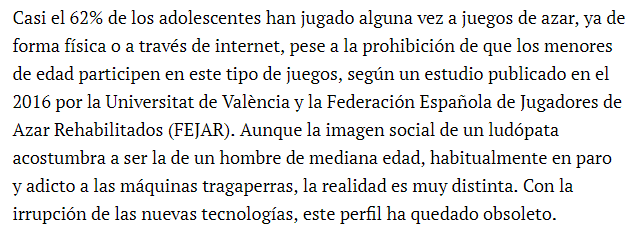 Casi el 62% de los adolescentes han jugado alguna vez a juegos de azar, ya de
forma física o a través de internet, pese a la prohibición de que los menores
de edad participen en este tipo de juegos, según un estudio publicado en el
2016 por la Universitat de València y la Federación Española de Jugadores de
Azar Rehabilitados (FEJAR). Aunque la imagen social de un ludópata
acostumbra a ser la de un hombre de mediana edad, habitualmente en paro
y adicto a las máquinas tragaperras, la realidad es muy distinta. Con la
irrupción de las nuevas tecnologías, este perfil ha quedado obsoleto.